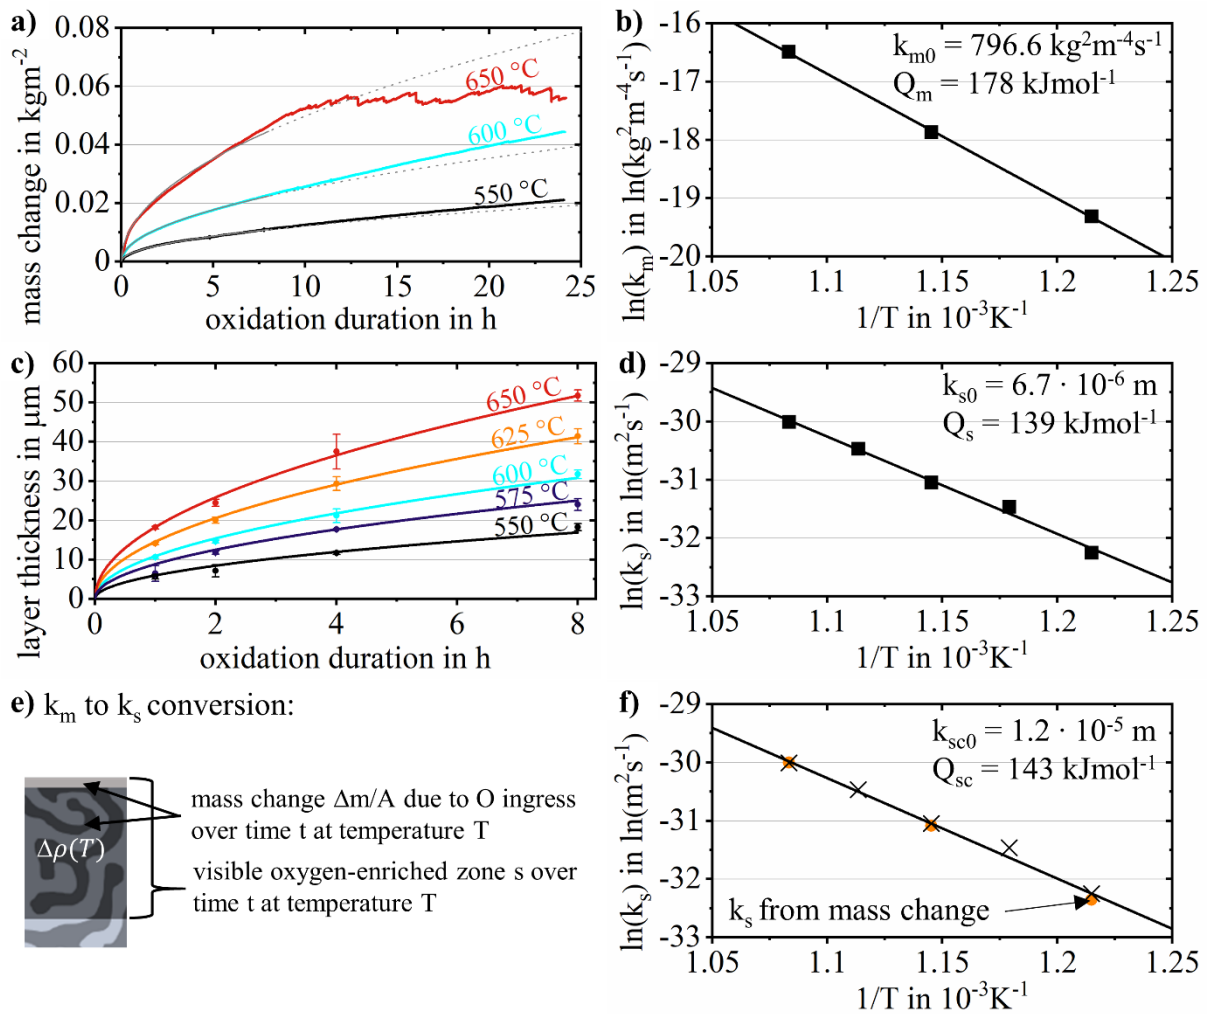 a)
0.08
0.06
0.04
0.02
0
mass change in kgm-2
650 °C
600 °C
550 °C
0 5 10 15 20 25
oxidation duration in h
b)
-16
-17
-18
-19
-20
ln(km) in ln(kg2m-4s-1)
km0 = 796.6 kg2m-4s-1
Qm = 178 kJmol-1
1.05 1.1 1.15 1.2 1.25
1/T in 10-3K-1
c)
60
50
40
30
20
10
0
layer thickness in µm
650 °C
625 °C
600 °C
575 °C
550 °C
0 2 4 6 8
oxidation duration in h
d)
-29
-30
-31
-32
-33
ln(ks) in ln(m2s-1)
ks0 = 6.7 · 10-6 m
Qs = 139 kJmol-1
1.05 1.1 1.15 1.2 1.25
1/T in 10-3K-1
e) km to ks conversion:
Δρ(T)
mass change Δm/A due to O ingress
over time t at temperature T
visible oxygen-enriched zone s over
time t at temperature T
f)
-29
-30
-31
-32
-33
ln(ks) in ln(m2s-1)
ksc0 = 1.2 · 10-5 m
Qsc = 143 kJmol-1
ks from mass change
1.05 1.1 1.15 1.2 1.25
1/T in 10-3K-1